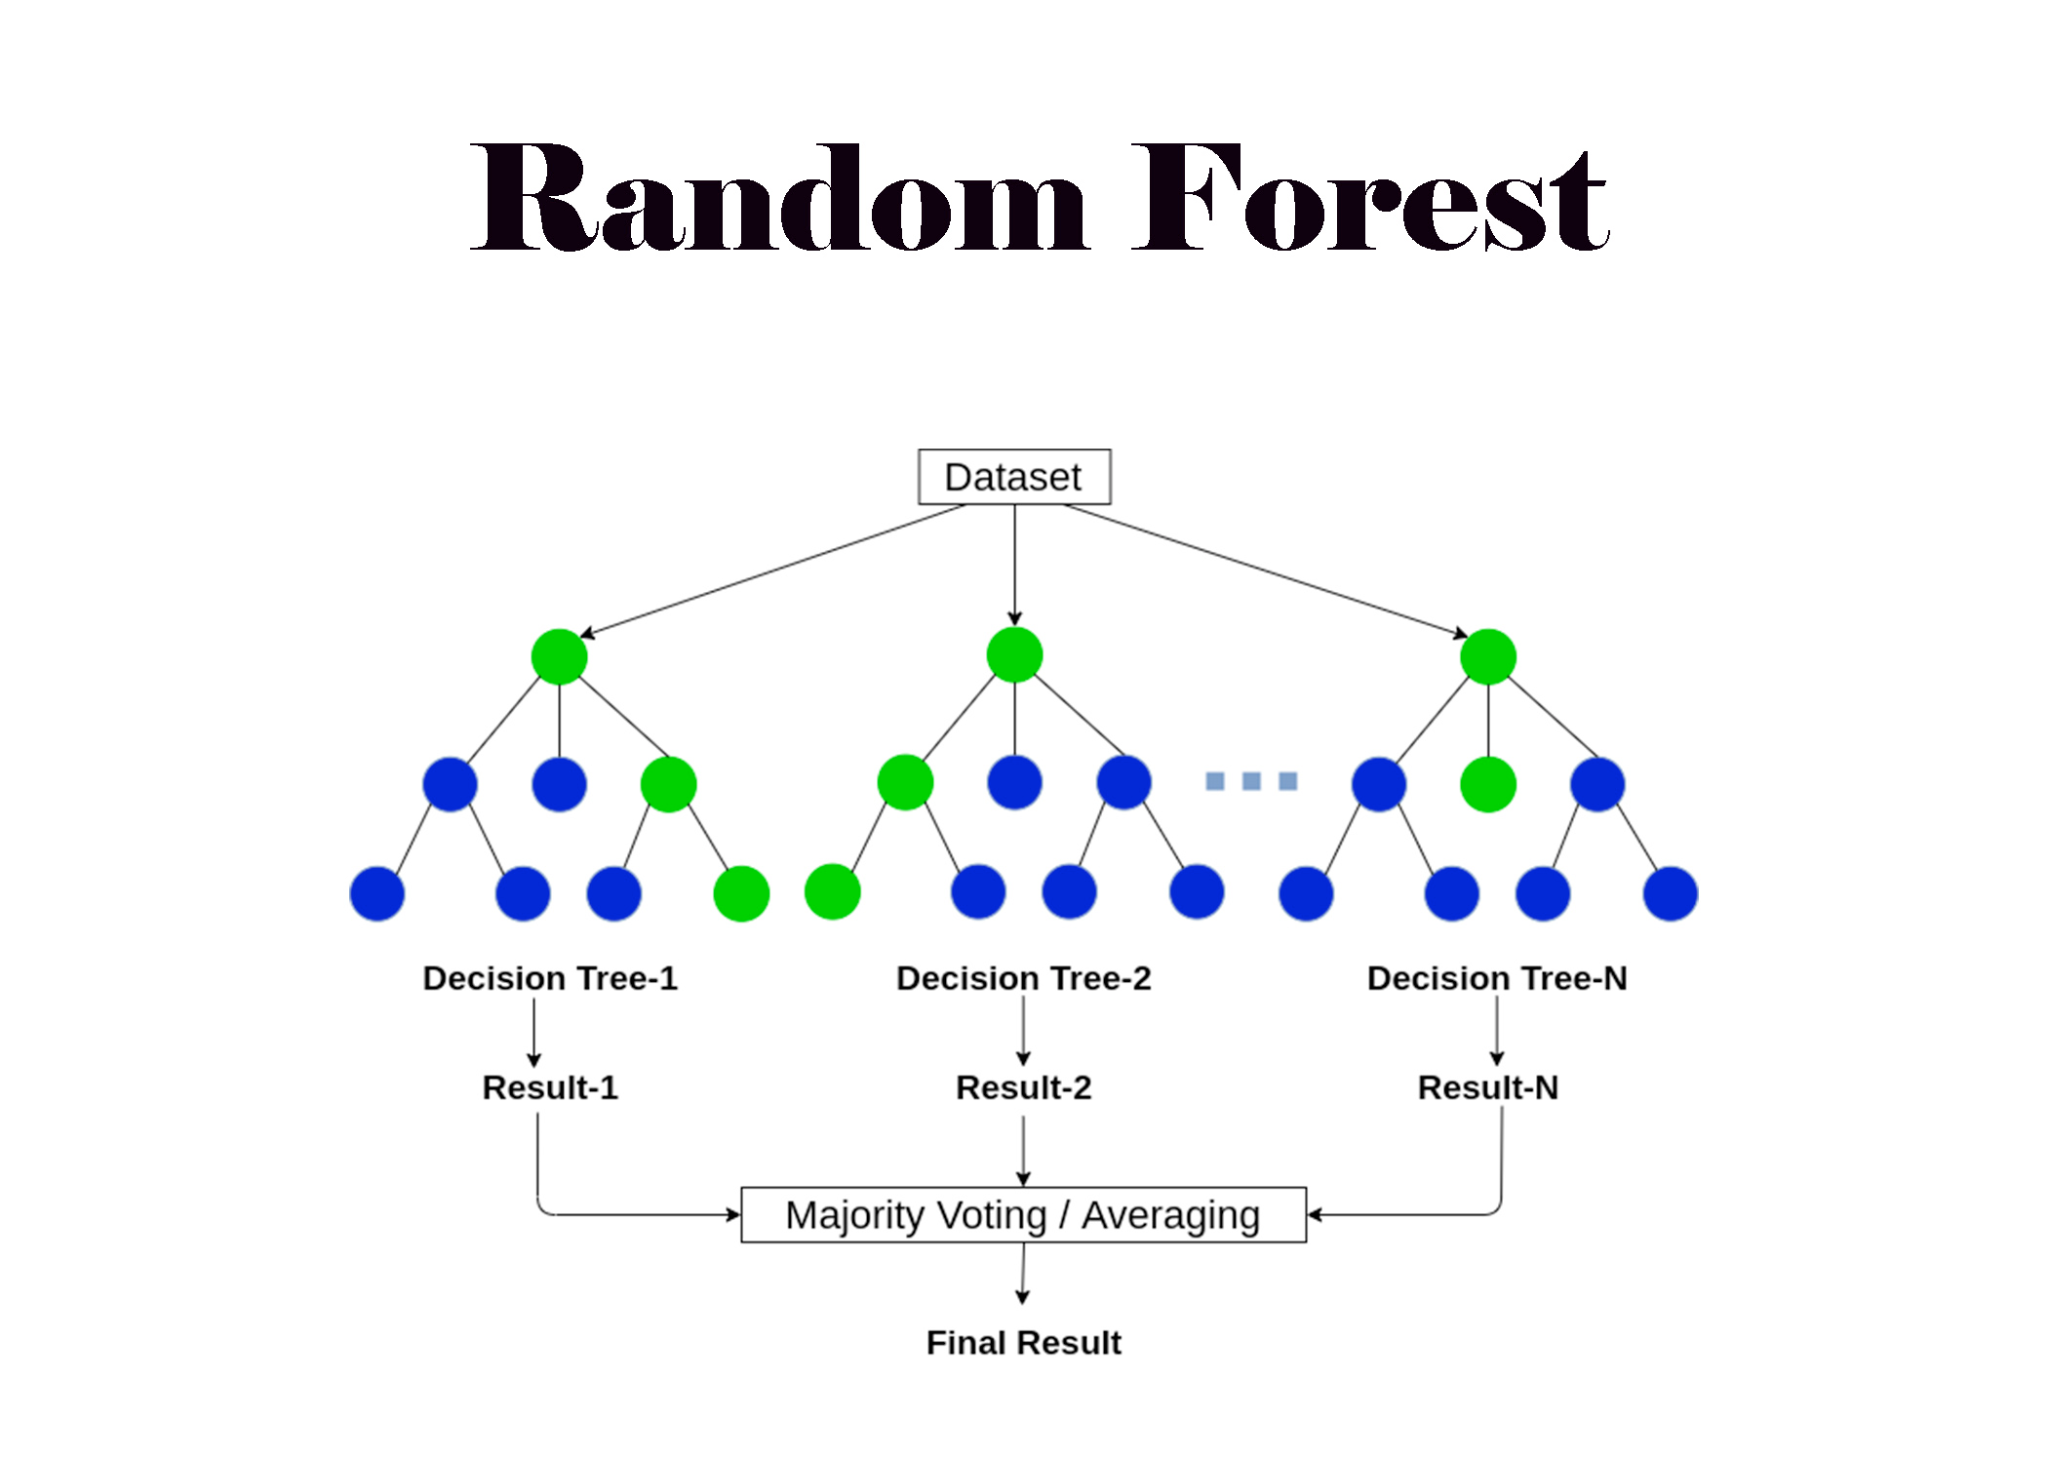 Random Forest
Dataset
Decision Tree-1
Decision Tree-2
Decision Tree-N
Result-1
Result-2
Result-N
Majority Voting / Averaging
Final Result